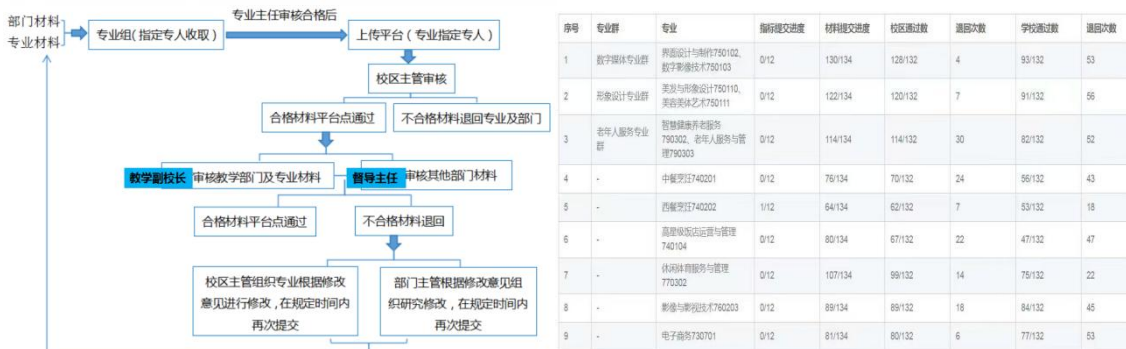 部门材料
专业材料
专业组(指定专人收取)
专业主任审核合格后
上传平台(专业指定专人)
校区主管审核
合格材料平台点通过
不合格材料退回专业及部门
教学副校长
审核教学部门及专业材料
督导主任
审核其他部门材料
合格材料平台点通过
不合格材料退回
校区主管组织专业根据修改
意见进行修改,在规定时间内
再次提交
部门主管根据修改意见组
织研究修改,在规定时间内
再次提交
序号 专业群 专业 指标提交进度 材料提交进度 校区通过数 退回次数 学校通过数 退回次数
1 数字媒体专业群 界面设计与制作750102、
数字影像技术750103 0/12 130/134 128/132 4 93/132 53
2 形象设计专业群 美发与形象设计750110、
美容美体艺术750111 0/12 122/134 120/132 7 91/132 56
3 老年人服务专业
群 智慧健康养老服务
790302、老年人服务与管
理790303 0/12 114/134 114/132 30 82/132 52
4 - 中餐烹饪740201 0/12 76/134 70/132 24 56/132 43
5 - 西餐烹饪740202 1/12 64/134 62/132 7 53/132 18
6 - 高星级饭店运营与管理
740104 0/12 80/134 67/132 22 47/132 47
7 - 休闲体育服务与管理
770302 0/12 107/134 99/132 14 75/132 22
8 - 影像与影视技术760203 0/12 89/134 89/132 18 84/132 45
9 - 电子商务730701 0/12 81/134 80/132 6 77/132 53